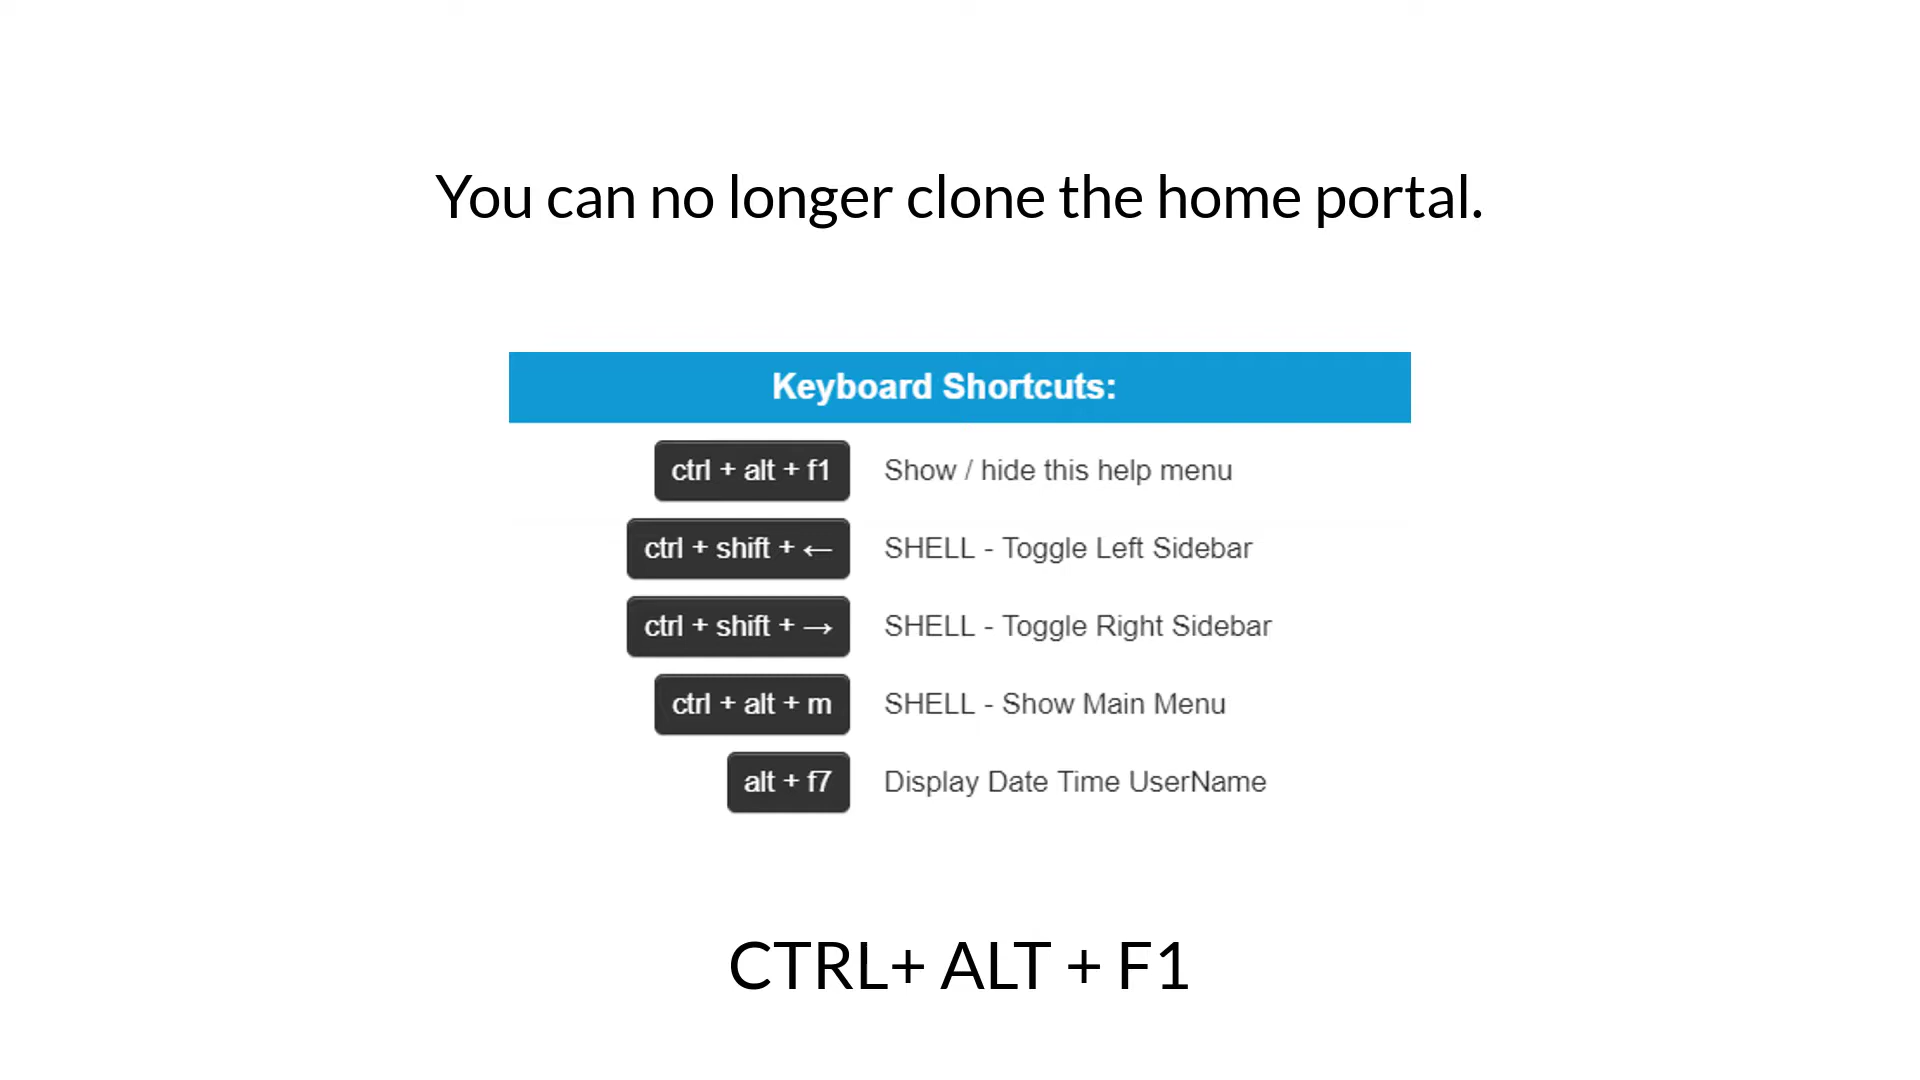 You can no longer clone the home portal.
Keyboard Shortcuts:
ctrl + alt + f1 Show / hide this help menu
ctrl + shift + ← SHELL - Toggle Left Sidebar
ctrl + shift + → SHELL - Toggle Right Sidebar
ctrl + alt + m SHELL - Show Main Menu
alt + f7 Display Date Time UserName
CTRL+ ALT + F1